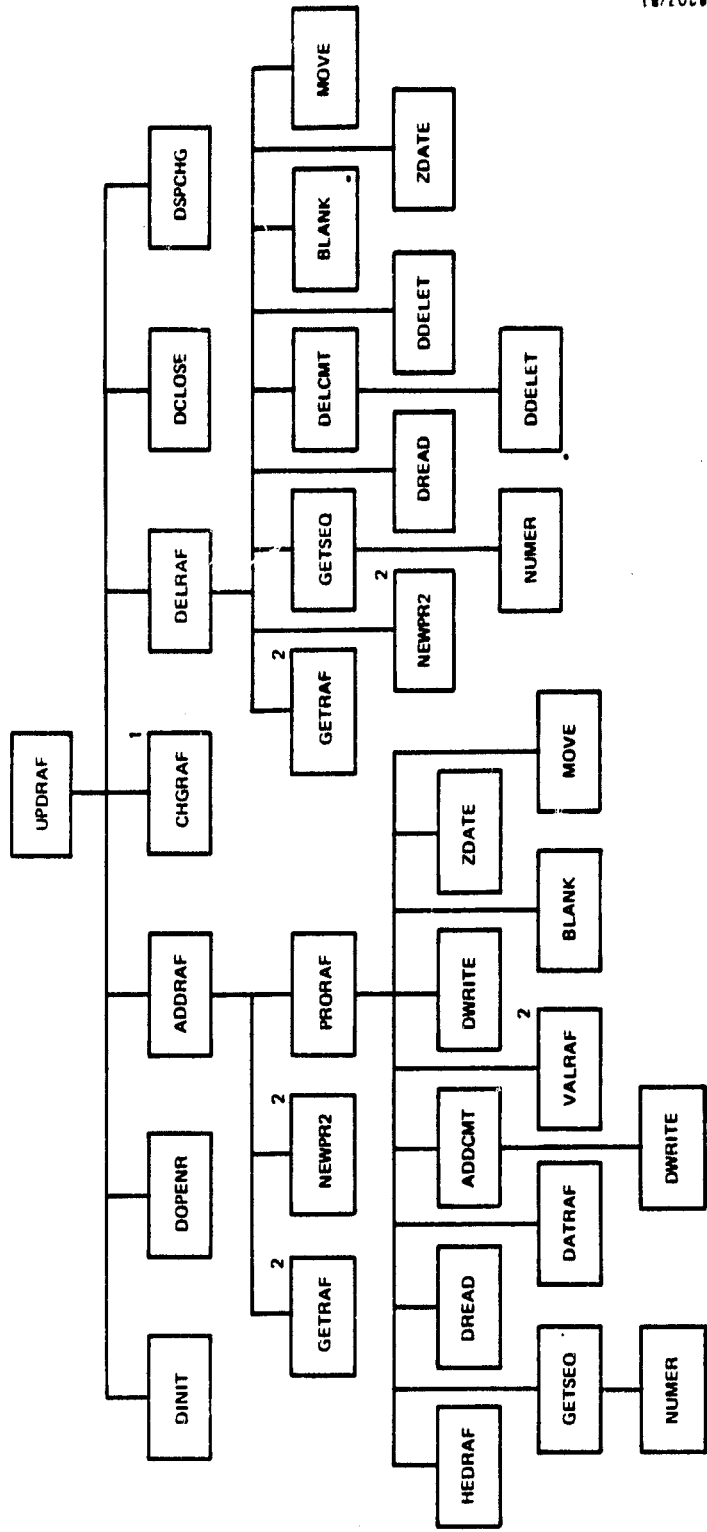 UPDRAF
DINIT
DOPENR
ADDRAF
1
CHGRAF
DELRAF
DCLOSE
DSPCHG
2
GETRAF
2
NEWPR2
PRORAF
2
GETRAF
2
NEWPR2
GETSEQ
DREAD
DELCMT
DDELET
BLANK
ZDATE
MOVE
NUMER
DDELET
HEDRAF
GETSEQ
DREAD
DATRAF
ADDCMT
2
VALRAF
DWRITE
BLANK
ZDATE
MOVE
NUMER
DWRITE